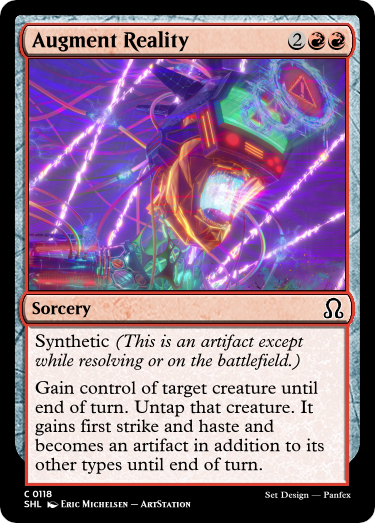 Augment Reality 2
Sorcery
Synthetic (This is an artifact except
while resolving or on the battlefield.)
Gain control of target creature until
end of turn. Untap that creature. It
gains first strike and haste and
becomes an artifact in addition to its
other types until end of turn.
C 0118
SHL Eric Michelsen — ArtStation
Set Design — Panfex